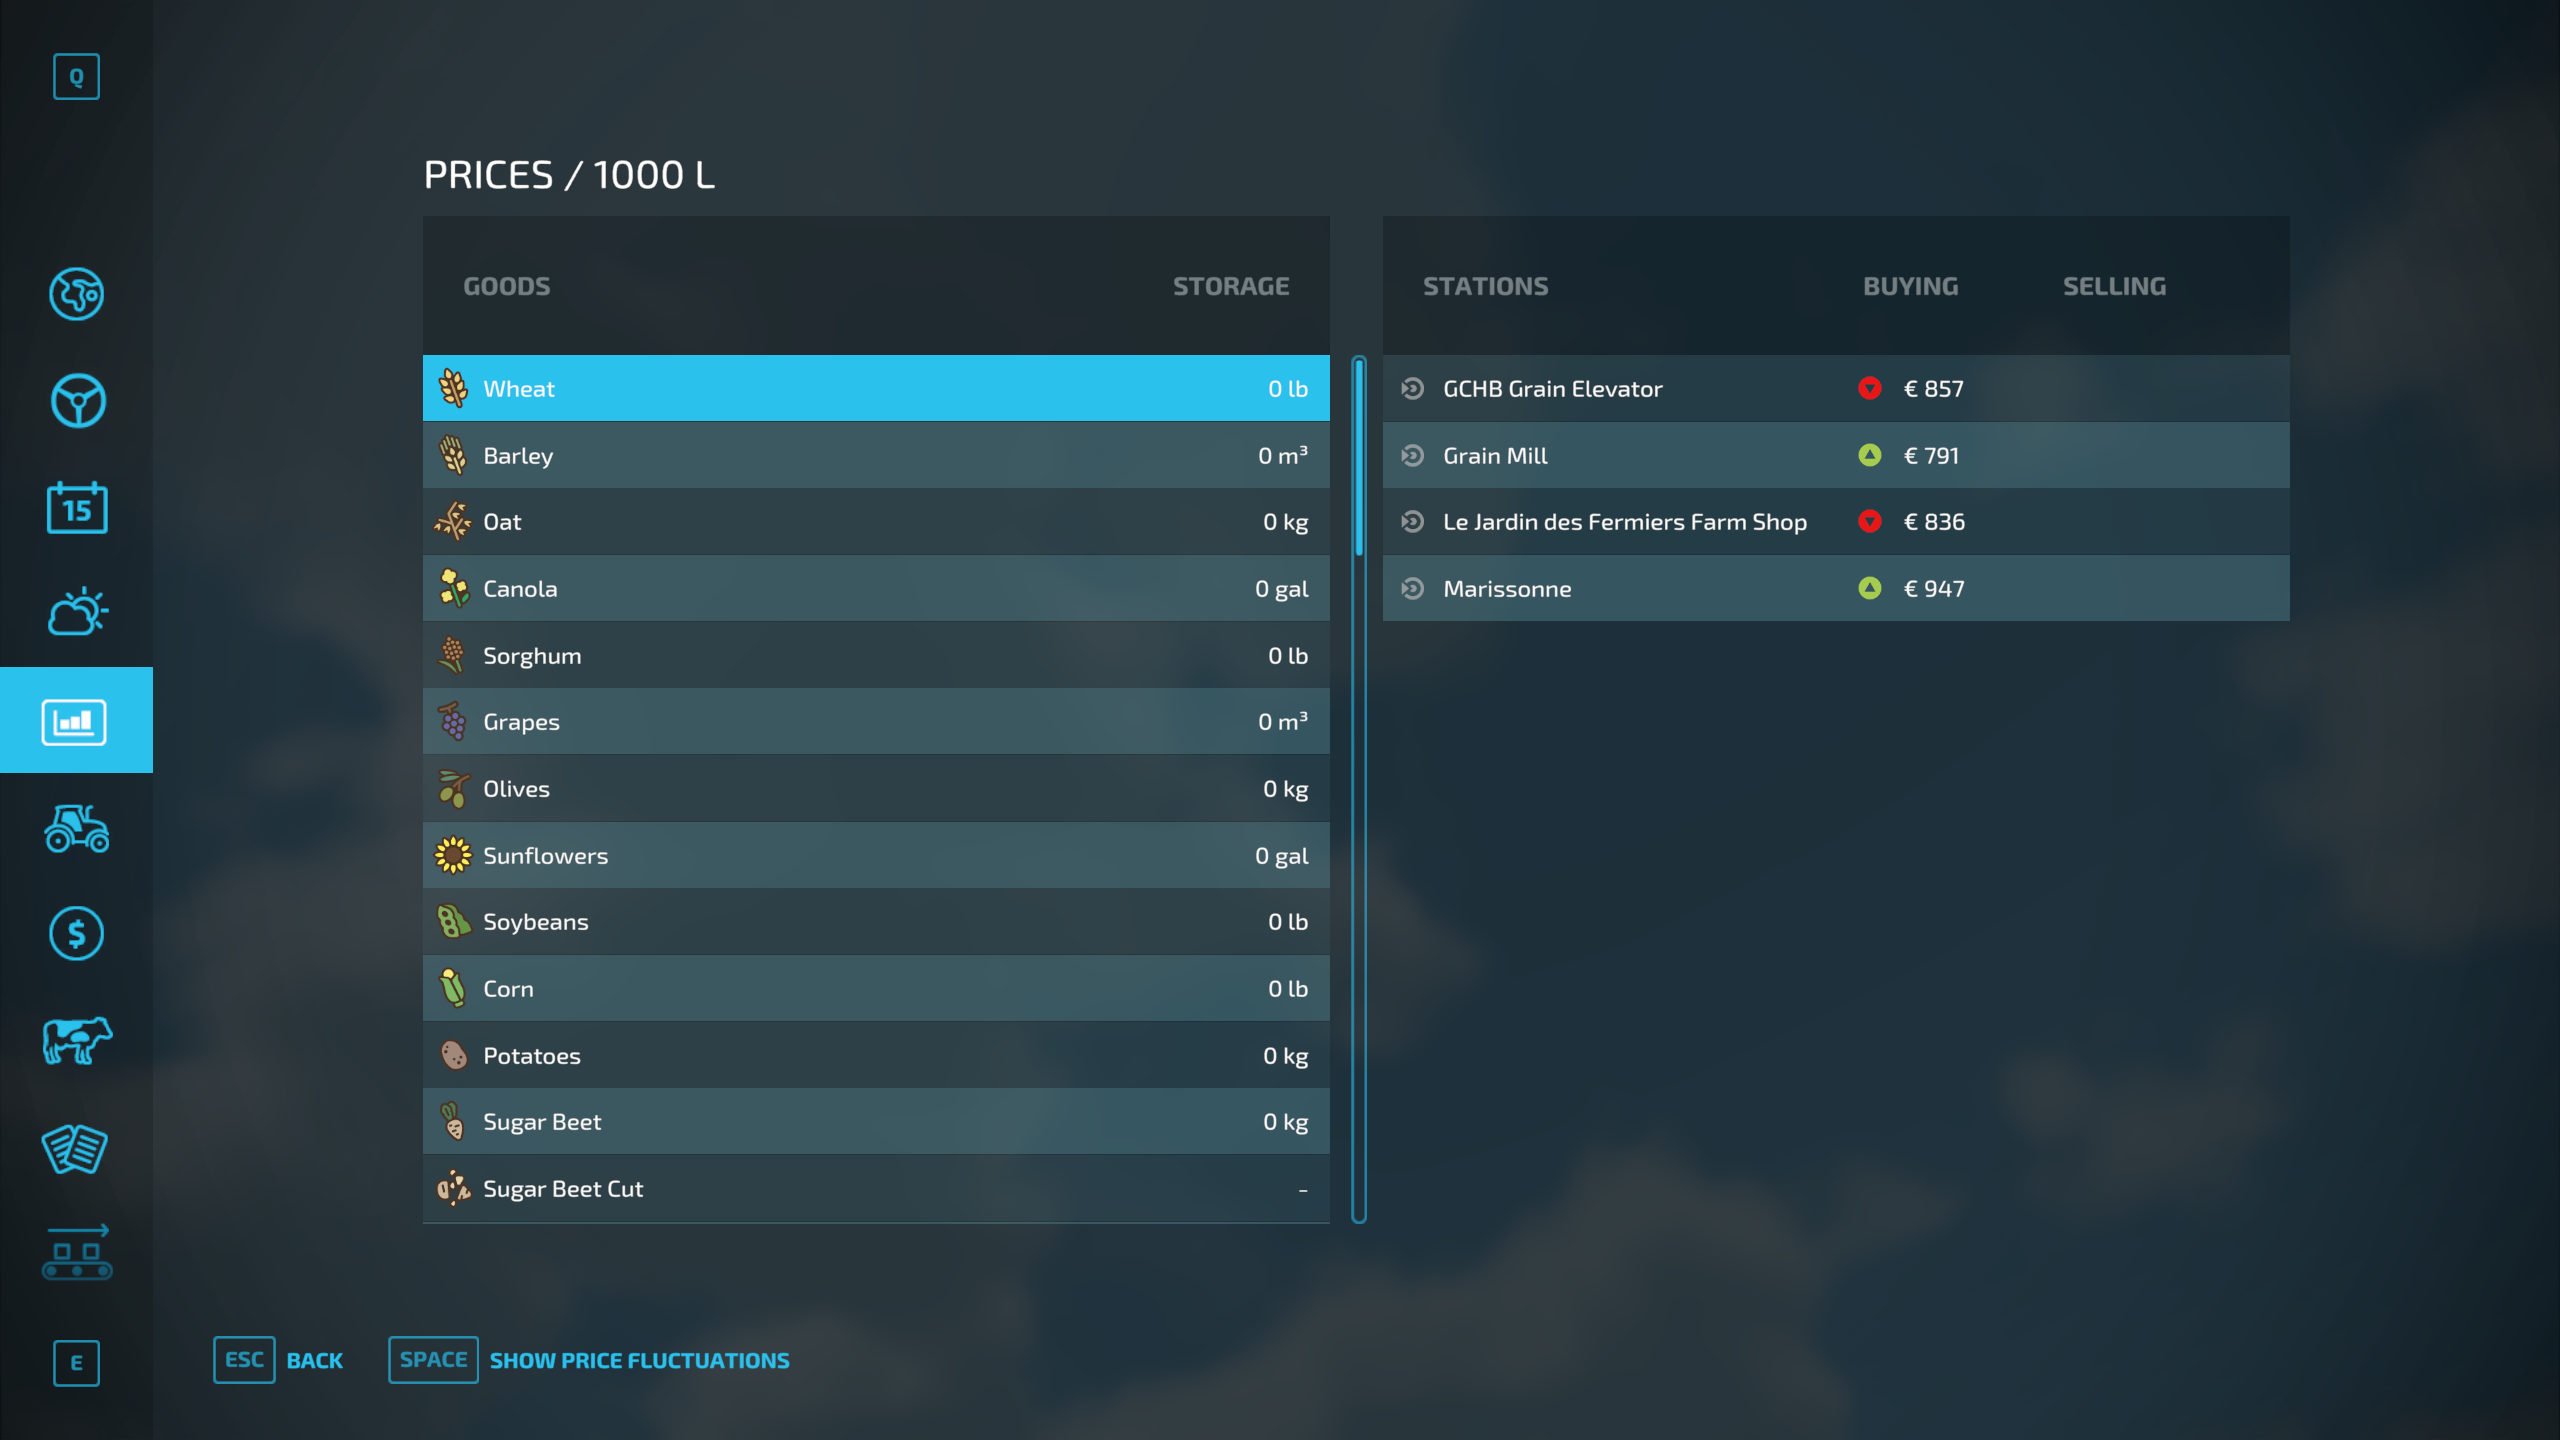 Q
PRICES / 1000 L
GOODS STORAGE
STATIONS BUYING SELLING
Wheat 0 lb
Barley 0 m³
Oat 0 kg
Canola 0 gal
Sorghum 0 lb
Grapes 0 m³
Olives 0 kg
Sunflowers 0 gal
Soybeans 0 lb
Corn 0 lb
Potatoes 0 kg
Sugar Beet 0 kg
Sugar Beet Cut -
GCHB Grain Elevator € 857
Grain Mill € 791
Le Jardin des Fermiers Farm Shop € 836
Marissonne € 947
15
$
E
ESC BACK SPACE SHOW PRICE FLUCTUATIONS